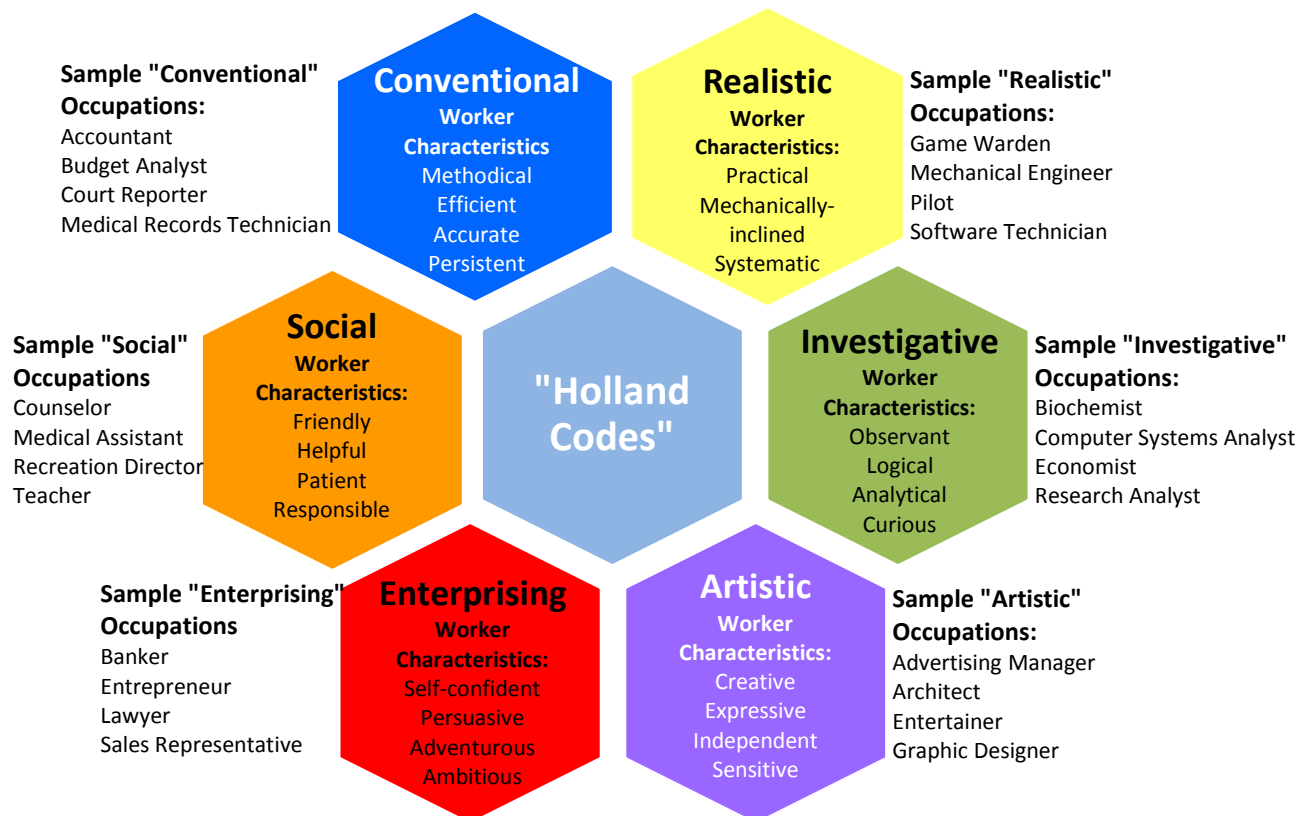 Sample "Conventional"
Occupations:
Accountant
Budget Analyst
Court Reporter
Medical Records Technician
Conventional
Worker
Characteristics
Methodical
Efficient
Accurate
Persistent
Realistic
Worker
Characteristics:
Practical
Mechanically-
inclined
Systematic
Sample "Realistic"
Occupations:
Game Warden
Mechanical Engineer
Pilot
Software Technician
Sample "Social"
Occupations
Counselor
Medical Assistant
Recreation Director
Teacher
Social
Worker
Characteristics:
Friendly
Helpful
Patient
Responsible
"Holland
Codes"
Investigative
Worker
Characteristics:
Observant
Logical
Analytical
Curious
Sample "Investigative"
Occupations:
Biochemist
Computer Systems Analyst
Economist
Research Analyst
Sample "Enterprising"
Occupations
Banker
Entrepreneur
Lawyer
Sales Representative
Enterprising
Worker
Characteristics:
Self-confident
Persuasive
Adventurous
Ambitious
Artistic
Worker
Characteristics:
Creative
Expressive
Independent
Sensitive
Sample "Artistic"
Occupations:
Advertising Manager
Architect
Entertainer
Graphic Designer